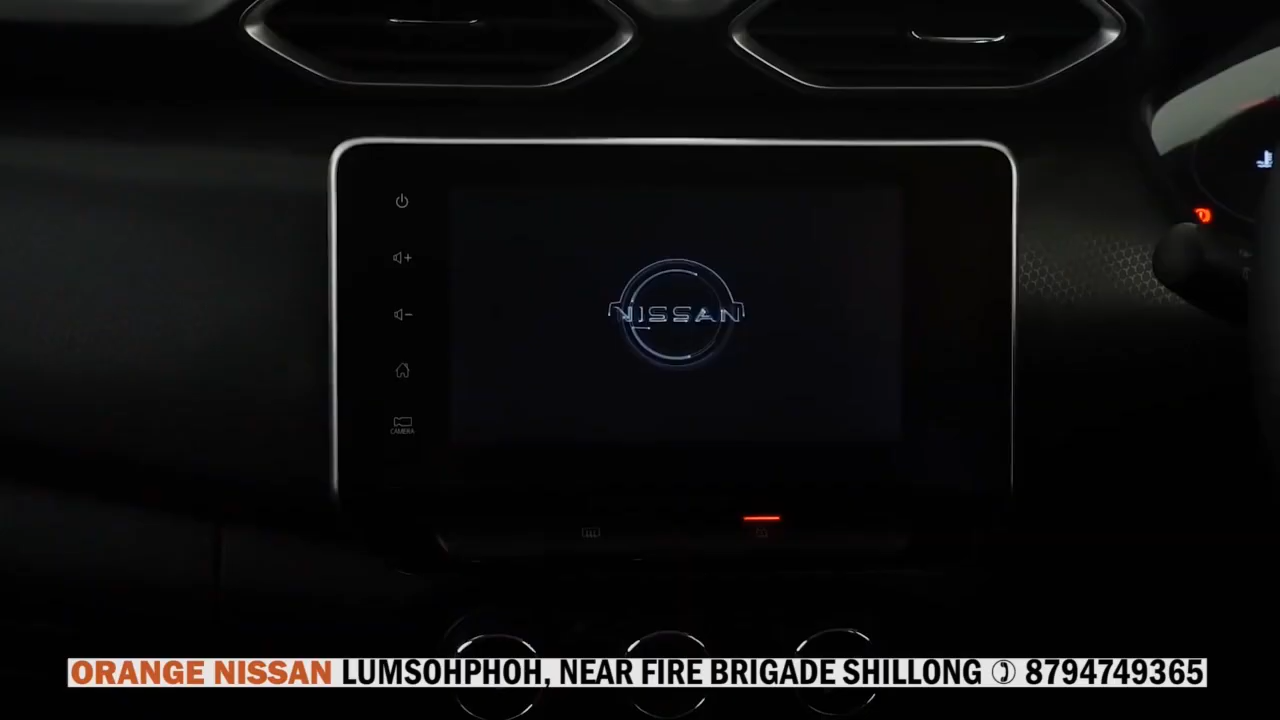 NISSAN
CAMERA
ORANGE NISSAN LUMSOHPHOH, NEAR FIRE BRIGADE SHILLONG ✆ 8794749365